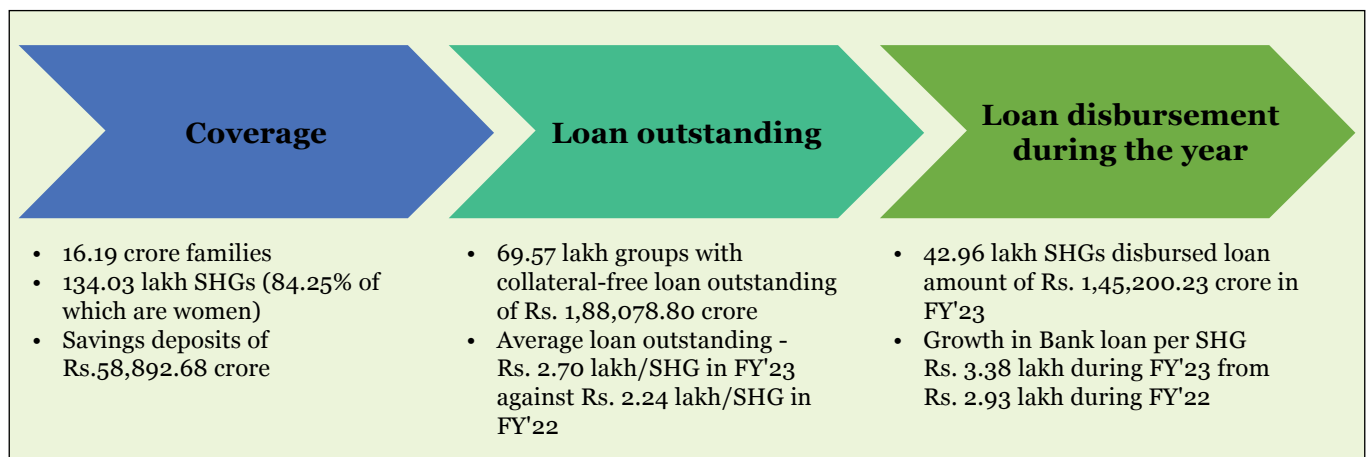 Coverage
• 16.19 crore families
• 134.03 lakh SHGs (84.25% of
which are women)
• Savings deposits of
Rs.58,892.68 crore
Loan outstanding
• 69.57 lakh groups with
collateral-free loan outstanding
of Rs. 1,88,078.80 crore
• Average loan outstanding -
Rs. 2.70 lakh/SHG in FY'23
against Rs. 2.24 lakh/SHG in
FY'22
Loan disbursement
during the year
• 42.96 lakh SHGs disbursed loan
amount of Rs. 1,45,200.23 crore in
FY'23
• Growth in Bank loan per SHG
Rs. 3.38 lakh during FY'23 from
Rs. 2.93 lakh during FY'22